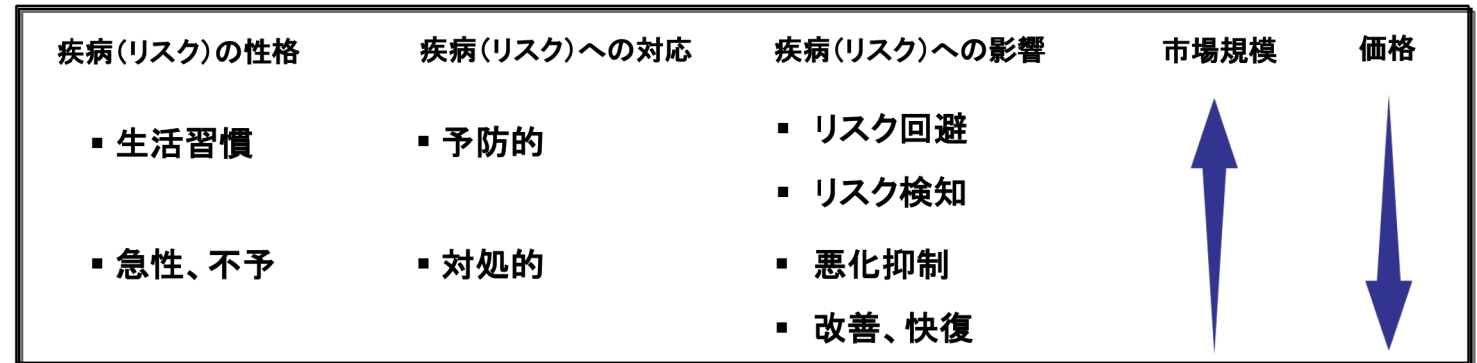 疾病(リスク)の性格 疾病(リスク)への対応 疾病(リスク)への影響 市場規模 価格
▪ 生活習慣 ▪ 予防的 ▪ リスク回避
▪ リスク検知
▪ 急性、不予 ▪ 対処的 ▪ 悪化抑制
▪ 改善、快復